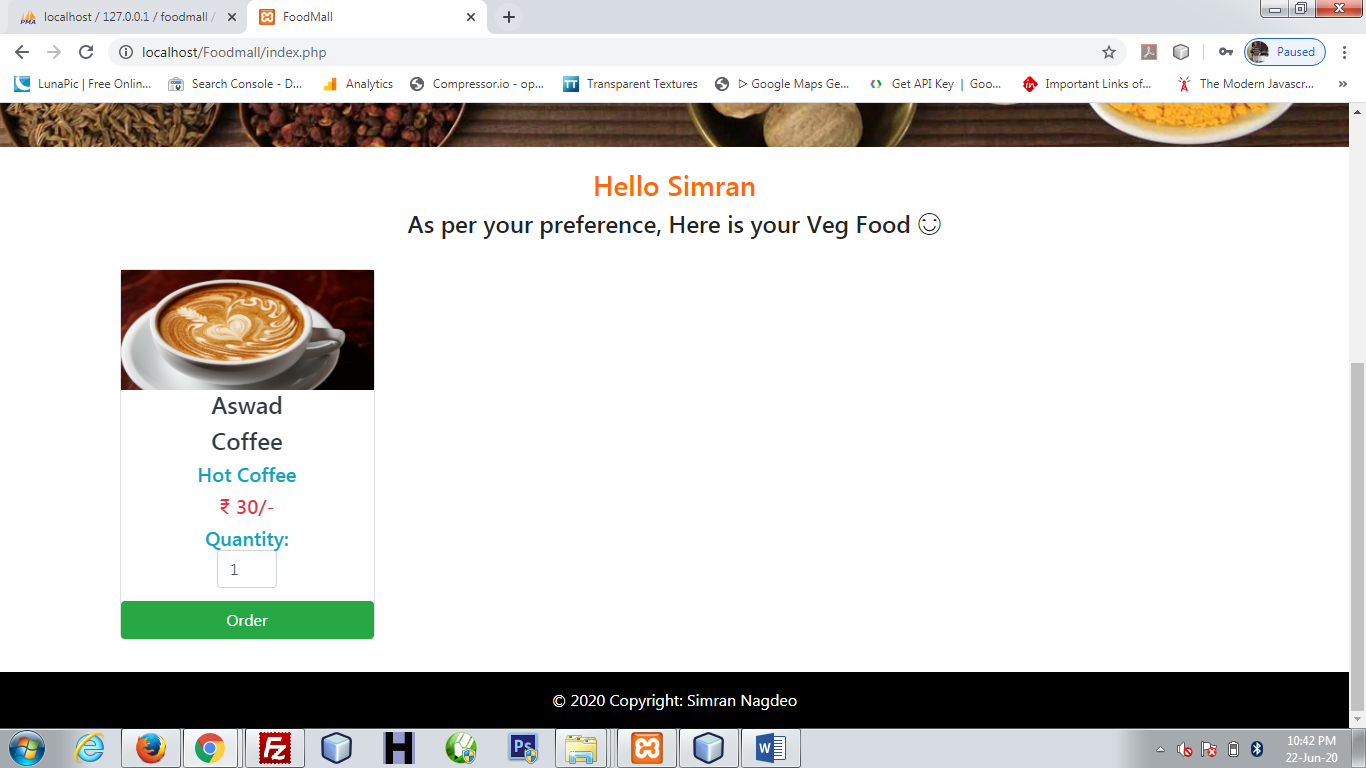 localhost / 127.0.0.1 / foodmall /
FoodMall
localhost/Foodmall/index.php
Paused
LunaPic | Free Onlin...
Search Console - D...
Analytics
Compressor.io - op...
Transparent Textures
ᐅ Google Maps Ge...
Get API Key | Goo...
Important Links of...
The Modern Javascr...
»
Hello Simran
As per your preference, Here is your Veg Food
Aswad
Coffee
Hot Coffee
₹ 30/-
Quantity:
1
Order
© 2020 Copyright: Simran Nagdeo
10:42 PM
22-Jun-20